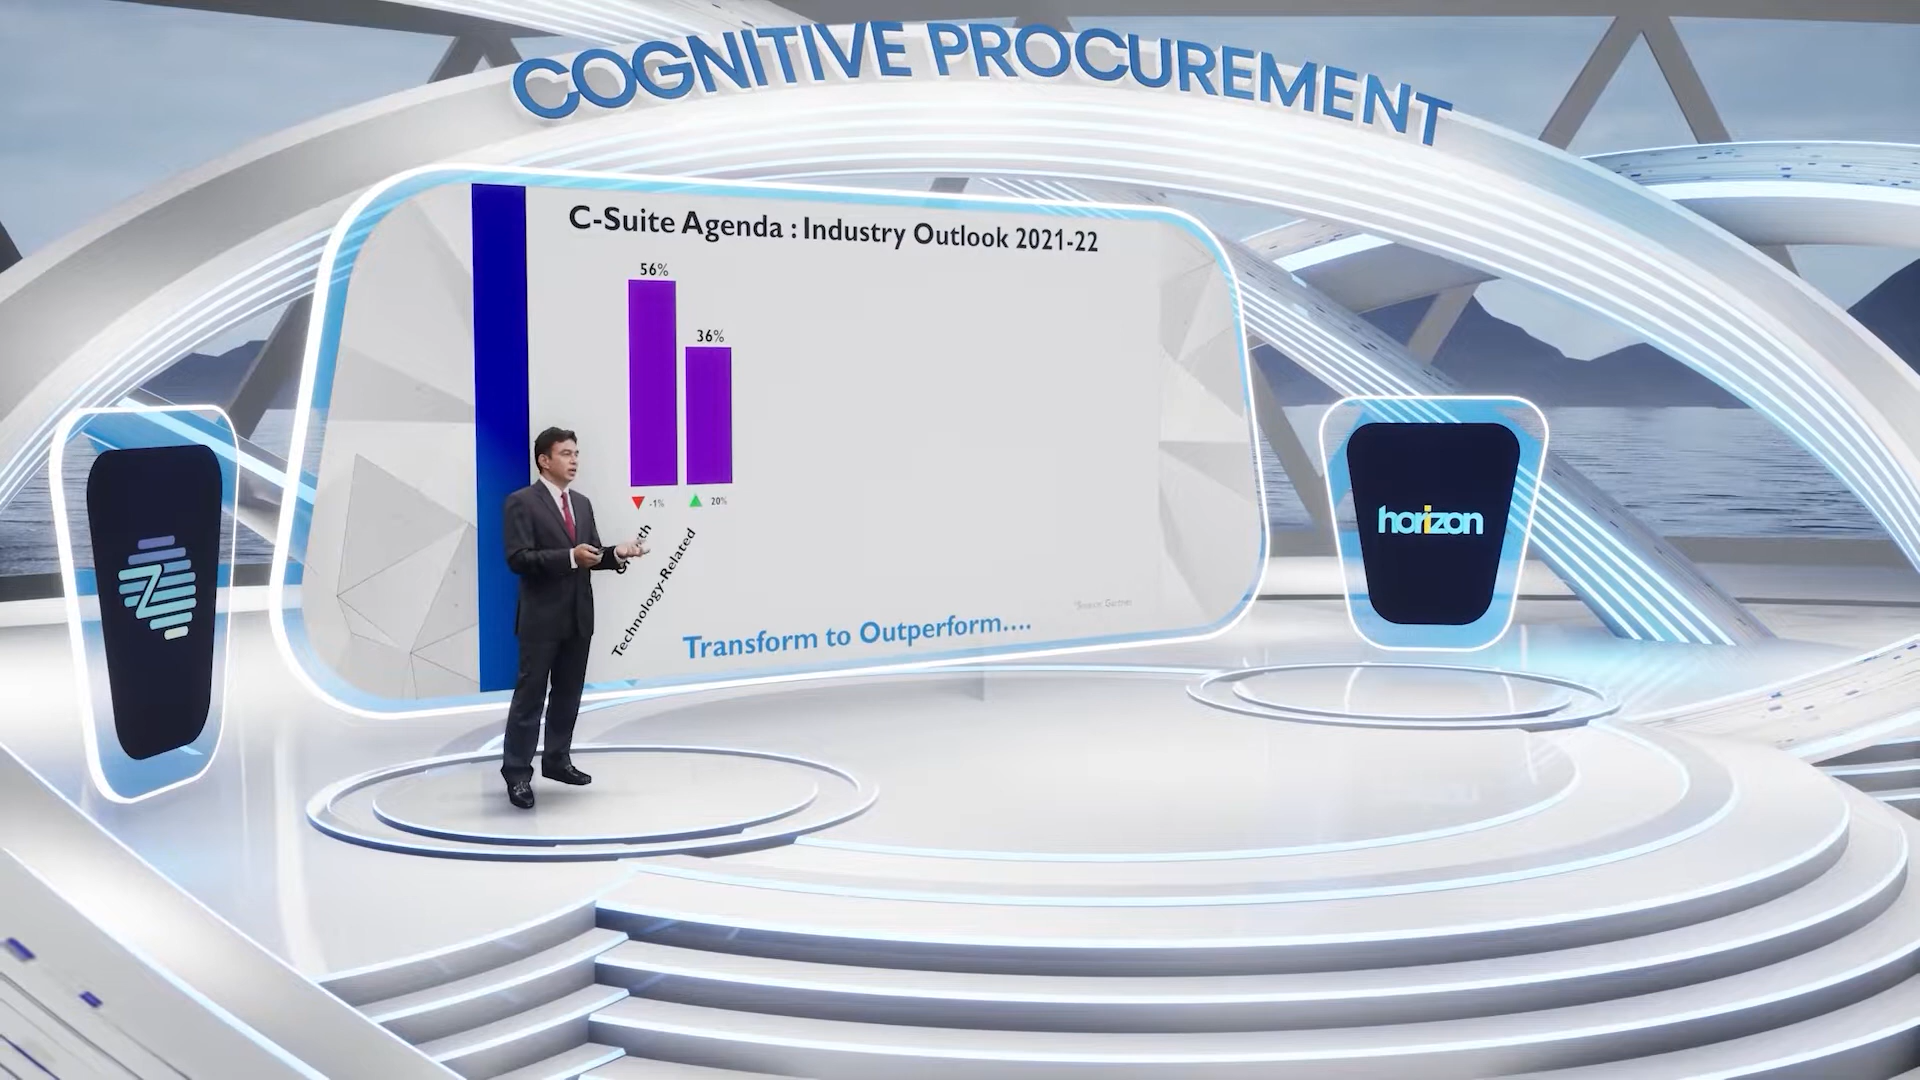 COGNITIVE PROCUREMENT
C-Suite Agenda : Industry Outlook 2021-22
56%
36%
-1%
20%
Technology-Related
Transform to Outperform....
Z
horizon